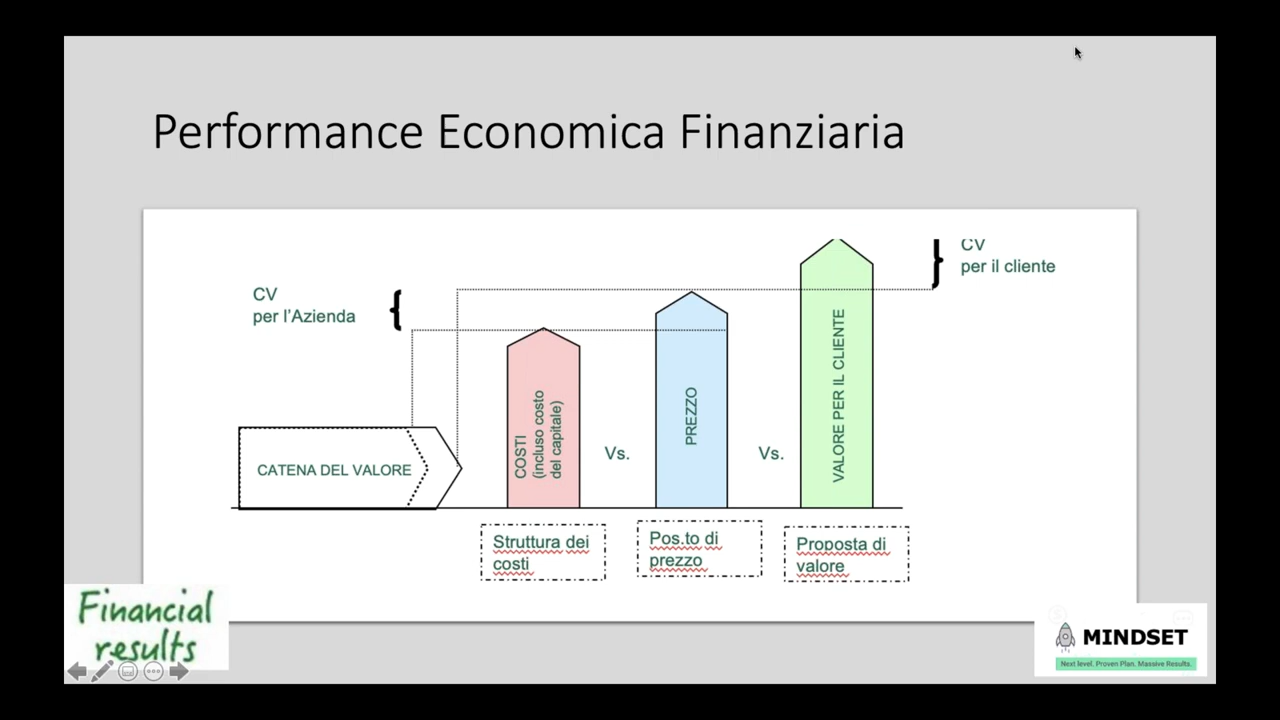 Performance Economica Finanziaria
CV
per l'Azienda
CV
per il cliente
CATENA DEL VALORE
COSTI
(incluso costo
del capitale)
Vs.
PREZZO
Vs.
VALORE PER IL CLIENTE
Struttura dei
costi
Pos.to di
prezzo
Proposta di
valore
Financial
results
MINDSET
Next level. Proven Plan. Massive Results.